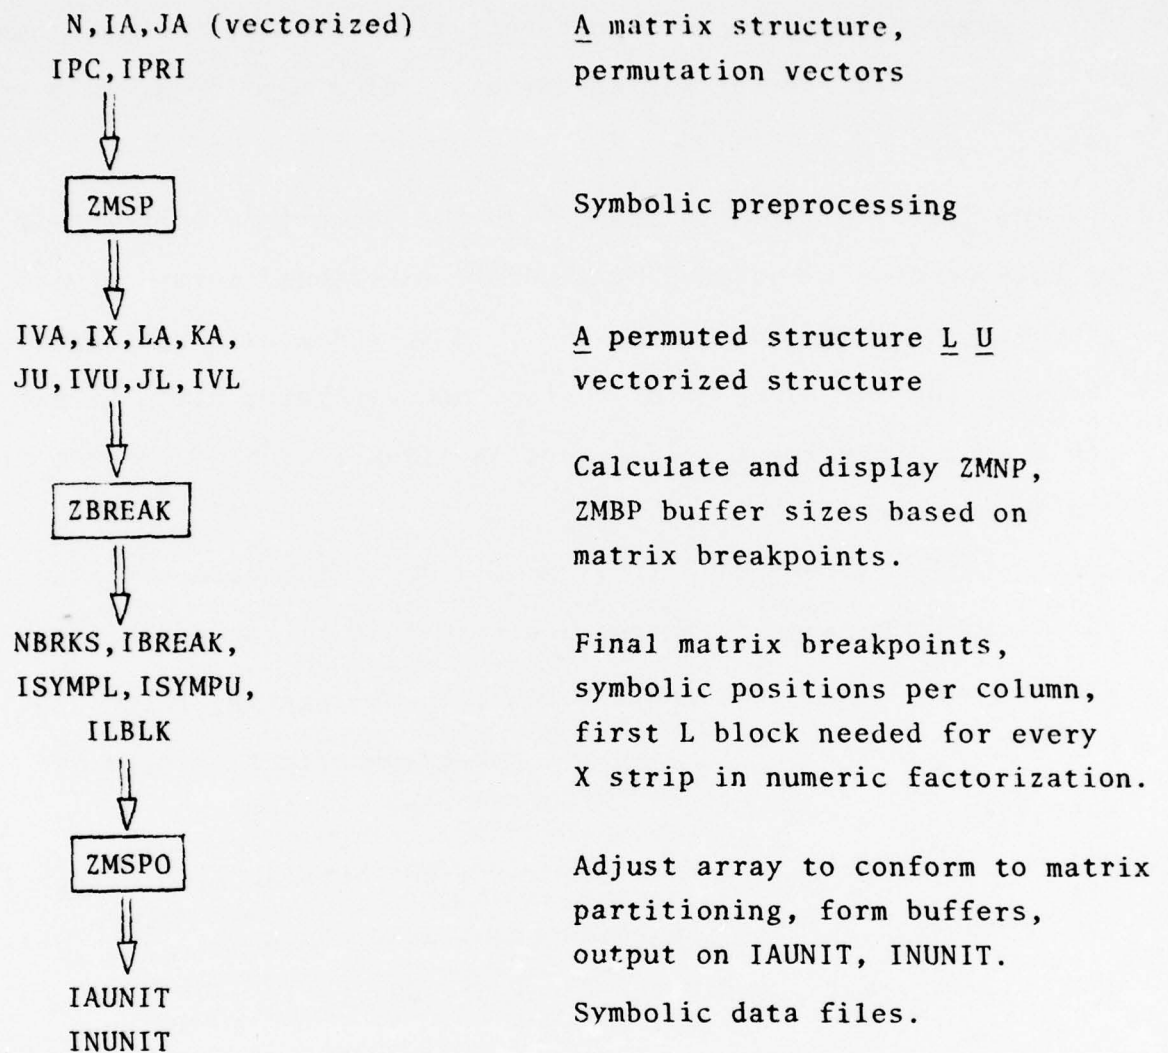 N,IA,JA (vectorized)
A matrix structure,
IPC,IPRI
permutation vectors
ZMSP
Symbolic preprocessing
IVA,IX,LA,KA,
A permuted structure L U
JU,IVU,JL,IVL
vectorized structure
Calculate and display ZMNP,
ZBREAK
ZMBP buffer sizes based on
matrix breakpoints.
NBRKS,IBREAK,
Final matrix breakpoints,
ISYMPL,ISYMPU,
symbolic positions per column,
ILBLK
first L block needed for every
X strip in numeric factorization.
ZMSPO
Adjust array to conform to matrix
partitioning, form buffers,
output on IAUNIT, INUNIT.
IAUNIT
Symbolic data files.
INUNIT